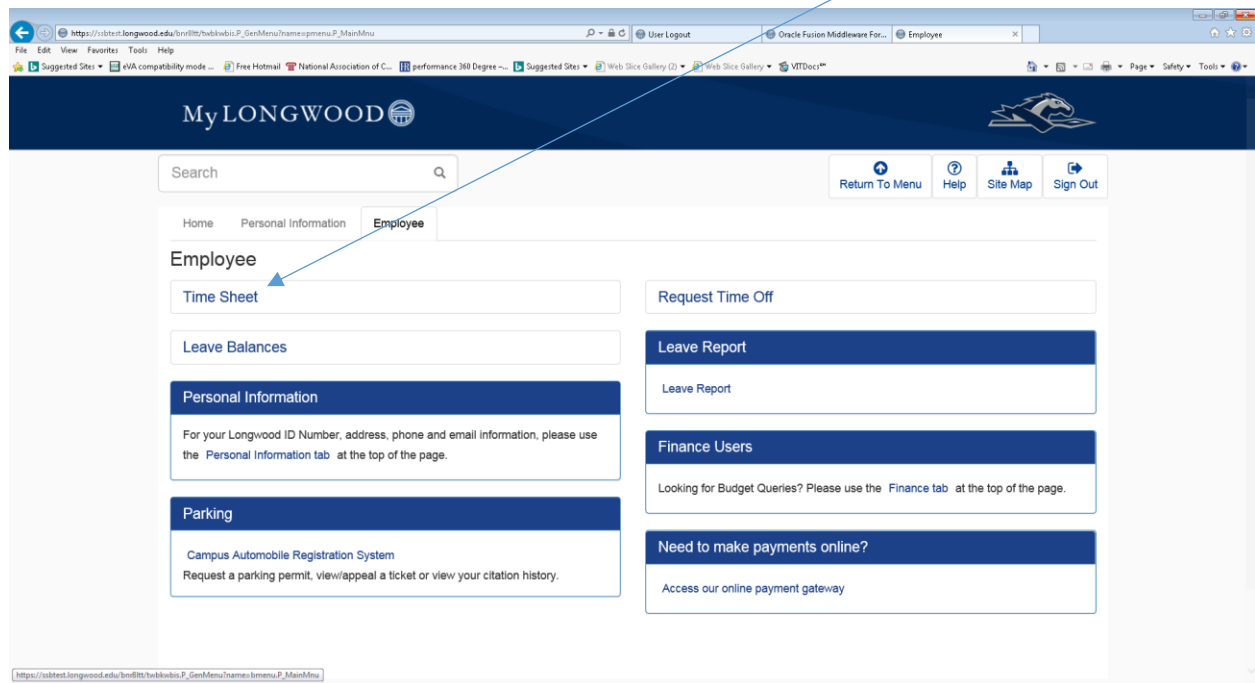 https://ssbtest.longwood.edu/bnrlltt/twbkwbis.P_GenMenu?name=pmenu.P_MainMnu
User Logout
Oracle Fusion Middleware For...
Employee
File Edit View Favorites Tools Help
Suggested Sites
eVA compatibility mode ...
Free Hotmail
National Association of C...
performance 360 Degree –...
Suggested Sites
Web Slice Gallery (2)
Web Slice Gallery
VITDocs℠
Page
Safety
Tools
My LONGWOOD
Search
Return To Menu
Help
Site Map
Sign Out
Home
Personal Information
Employee
Employee
Time Sheet
Request Time Off
Leave Balances
Leave Report
Leave Report
Personal Information
For your Longwood ID Number, address, phone and email information, please use
the Personal Information tab at the top of the page.
Finance Users
Looking for Budget Queries? Please use the Finance tab at the top of the page.
Parking
Campus Automobile Registration System
Request a parking permit, view/appeal a ticket or view your citation history.
Need to make payments online?
Access our online payment gateway
https://ssbtest.longwood.edu/bnrlltt/twbkwbis.P_GenMenu?name=bmenu.P_MainMnu